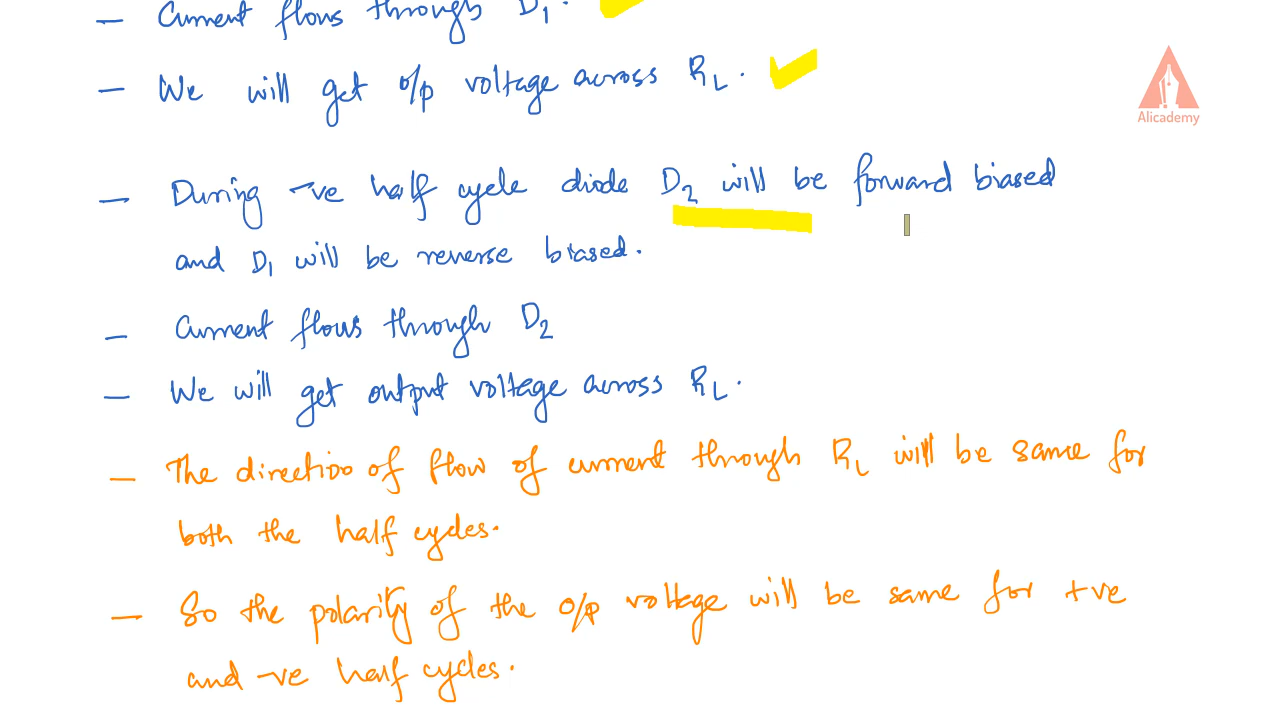 - Current flows through D1.
- We will get o/p voltage across RL.
Alicademy
- During -ve half cycle diode D2 will be forward biased
and D1 will be reverse biased.
- Current flows through D2
- We will get output voltage across RL.
- The direction of flow of current through RL will be same for
both the half cycles.
- So the polarity of the o/p voltage will be same for +ve
and -ve half cycles.